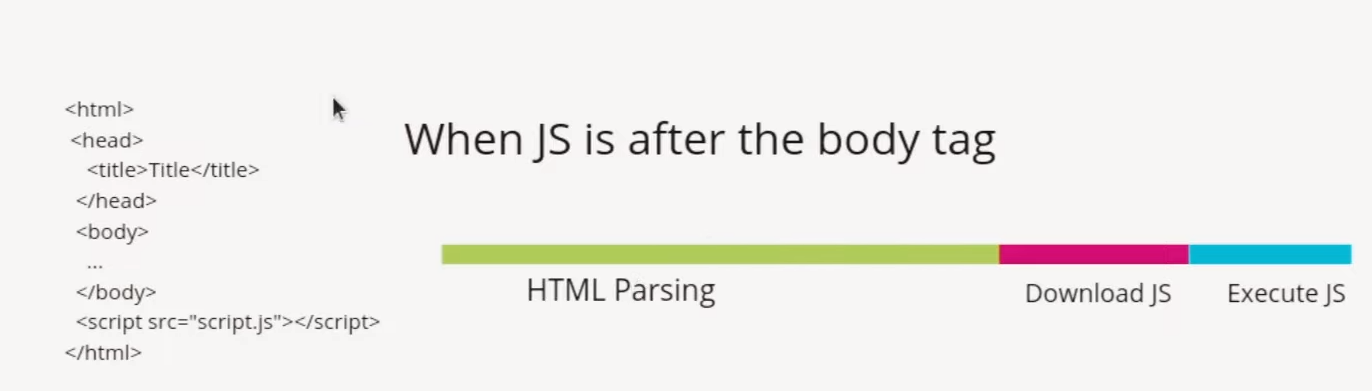 <html>
<head>
<title>Title</title>
</head>
<body>
...
</body>
<script src="script.js"></script>
</html>
When JS is after the body tag
HTML Parsing
Download JS
Execute JS